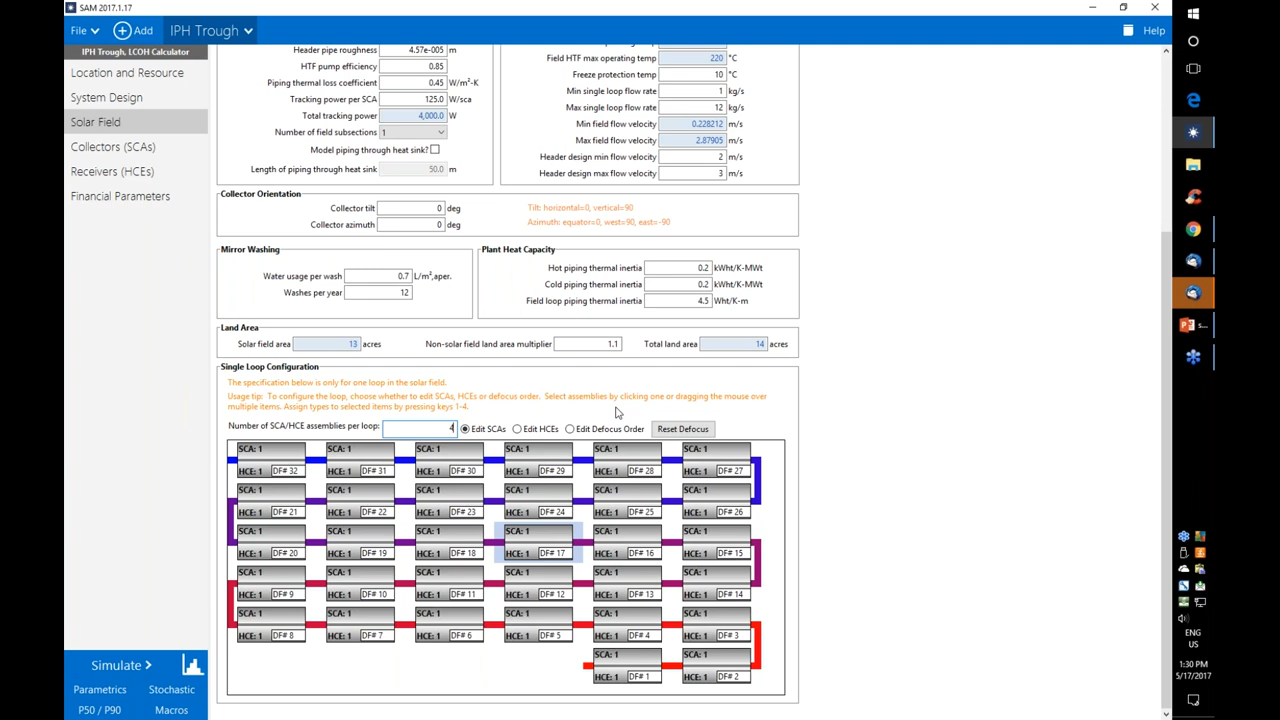 SAM 2017.1.17
File Add IPH Trough Help
IPH Trough, LCOH Calculator
Location and Resource
System Design
Solar Field
Collectors (SCAs)
Receivers (HCEs)
Financial Parameters
Header pipe roughness 4.57e-005 m
HTF pump efficiency 0.85
Piping thermal loss coefficient 0.45 W/m²-K
Tracking power per SCA 125.0 W/sca
Total tracking power 4,000.0 W
Number of field subsections 1
Model piping through heat sink?
Length of piping through heat sink 50.0 m
Field HTF max operating temp 220 °C
Freeze protection temp 10 °C
Min single loop flow rate 1 kg/s
Max single loop flow rate 12 kg/s
Min field flow velocity 0.228212 m/s
Max field flow velocity 2.87905 m/s
Header design min flow velocity 2 m/s
Header design max flow velocity 3 m/s
Collector Orientation
Collector tilt 0 deg Tilt: horizontal=0, vertical=90
Collector azimuth 0 deg Azimuth: equator=0, west=90, east=-90
Mirror Washing
Water usage per wash 0.7 L/m²,aper.
Washes per year 12
Plant Heat Capacity
Hot piping thermal inertia 0.2 kWht/K-MWt
Cold piping thermal inertia 0.2 kWht/K-MWt
Field loop piping thermal inertia 4.5 Wht/K-m
Land Area
Solar field area 13 acres Non-solar field land area multiplier 1.1 Total land area 14 acres
Single Loop Configuration
The specification below is only for one loop in the solar field.
Usage tip: To configure the loop, choose whether to edit SCAs, HCEs or defocus order. Select assemblies by clicking one or dragging the mouse over
multiple items. Assign types to selected items by pressing keys 1-4.
Number of SCA/HCE assemblies per loop: 4 Edit SCAs Edit HCEs Edit Defocus Order Reset Defocus
SCA: 1 SCA: 1 SCA: 1 SCA: 1 SCA: 1 SCA: 1
HCE: 1 DF# 32 HCE: 1 DF# 31 HCE: 1 DF# 30 HCE: 1 DF# 29 HCE: 1 DF# 28 HCE: 1 DF# 27
SCA: 1 SCA: 1 SCA: 1 SCA: 1 SCA: 1 SCA: 1
HCE: 1 DF# 21 HCE: 1 DF# 22 HCE: 1 DF# 23 HCE: 1 DF# 24 HCE: 1 DF# 25 HCE: 1 DF# 26
SCA: 1 SCA: 1 SCA: 1 SCA: 1 SCA: 1 SCA: 1
HCE: 1 DF# 20 HCE: 1 DF# 19 HCE: 1 DF# 18 HCE: 1 DF# 17 HCE: 1 DF# 16 HCE: 1 DF# 15
SCA: 1 SCA: 1 SCA: 1 SCA: 1 SCA: 1 SCA: 1
HCE: 1 DF# 9 HCE: 1 DF# 10 HCE: 1 DF# 11 HCE: 1 DF# 12 HCE: 1 DF# 13 HCE: 1 DF# 14
SCA: 1 SCA: 1 SCA: 1 SCA: 1 SCA: 1 SCA: 1
HCE: 1 DF# 8 HCE: 1 DF# 7 HCE: 1 DF# 6 HCE: 1 DF# 5 HCE: 1 DF# 4 HCE: 1 DF# 3
SCA: 1 SCA: 1
HCE: 1 DF# 1 HCE: 1 DF# 2
Simulate
Parametrics Stochastic
P50 / P90 Macros
ENG
US
1:30 PM
5/17/2017